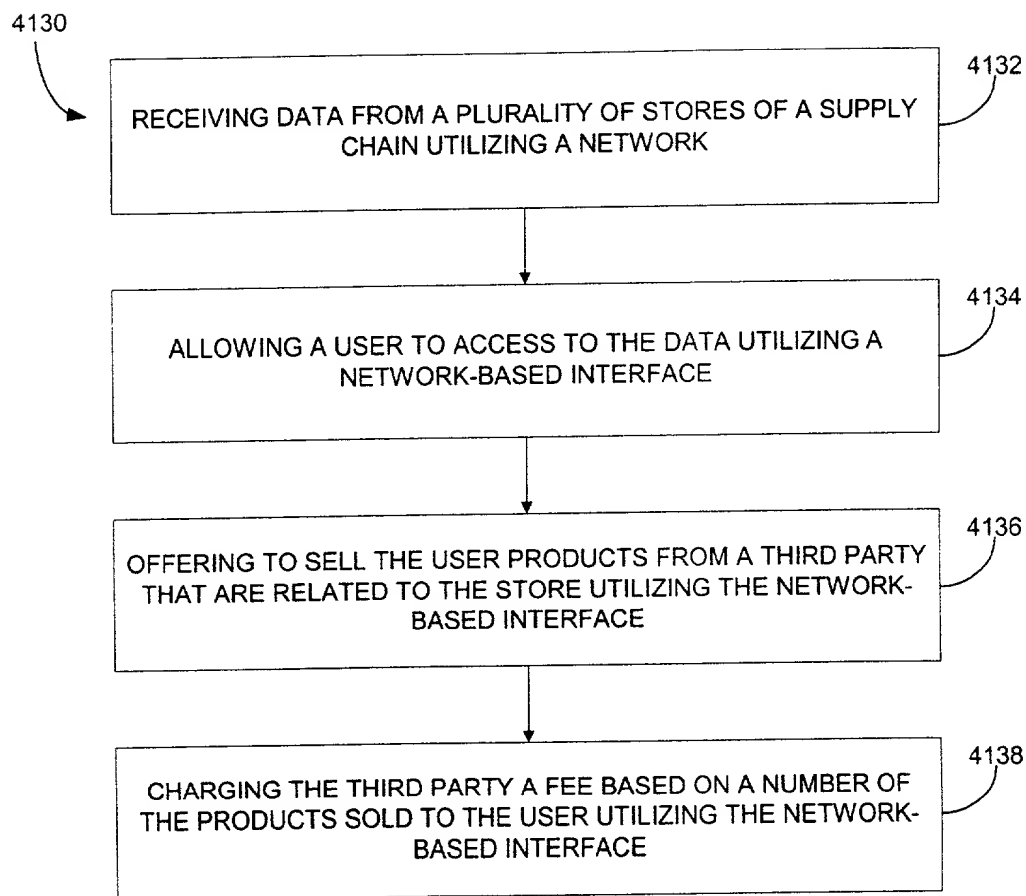 4130
4132
RECEIVING DATA FROM A PLURALITY OF STORES OF A SUPPLY
CHAIN UTILIZING A NETWORK
4134
ALLOWING A USER TO ACCESS TO THE DATA UTILIZING A
NETWORK-BASED INTERFACE
4136
OFFERING TO SELL THE USER PRODUCTS FROM A THIRD PARTY
THAT ARE RELATED TO THE STORE UTILIZING THE NETWORK-
BASED INTERFACE
4138
CHARGING THE THIRD PARTY A FEE BASED ON A NUMBER OF
THE PRODUCTS SOLD TO THE USER UTILIZING THE NETWORK-
BASED INTERFACE